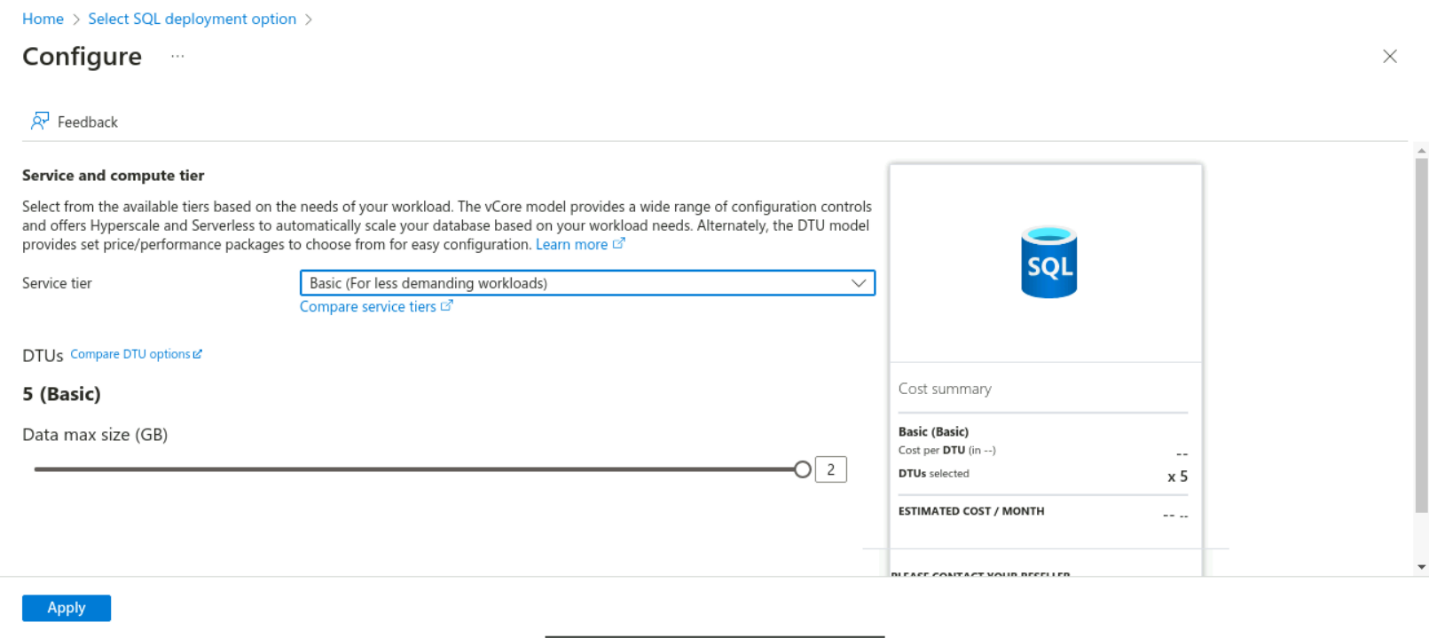 Home > Select SQL deployment option >
Configure ...
Feedback
Service and compute tier
Select from the available tiers based on the needs of your workload. The vCore model provides a wide range of configuration controls
and offers Hyperscale and Serverless to automatically scale your database based on your workload needs. Alternately, the DTU model
provides set price/performance packages to choose from for easy configuration. Learn more
Service tier
Basic (For less demanding workloads)
Compare service tiers
DTUs Compare DTU options
5 (Basic)
Data max size (GB)
2
SQL
Cost summary
Basic (Basic)
Cost per DTU (in --) --
DTUs selected x 5
ESTIMATED COST / MONTH -- --
PLEASE CONTACT YOUR RESELLER
Apply